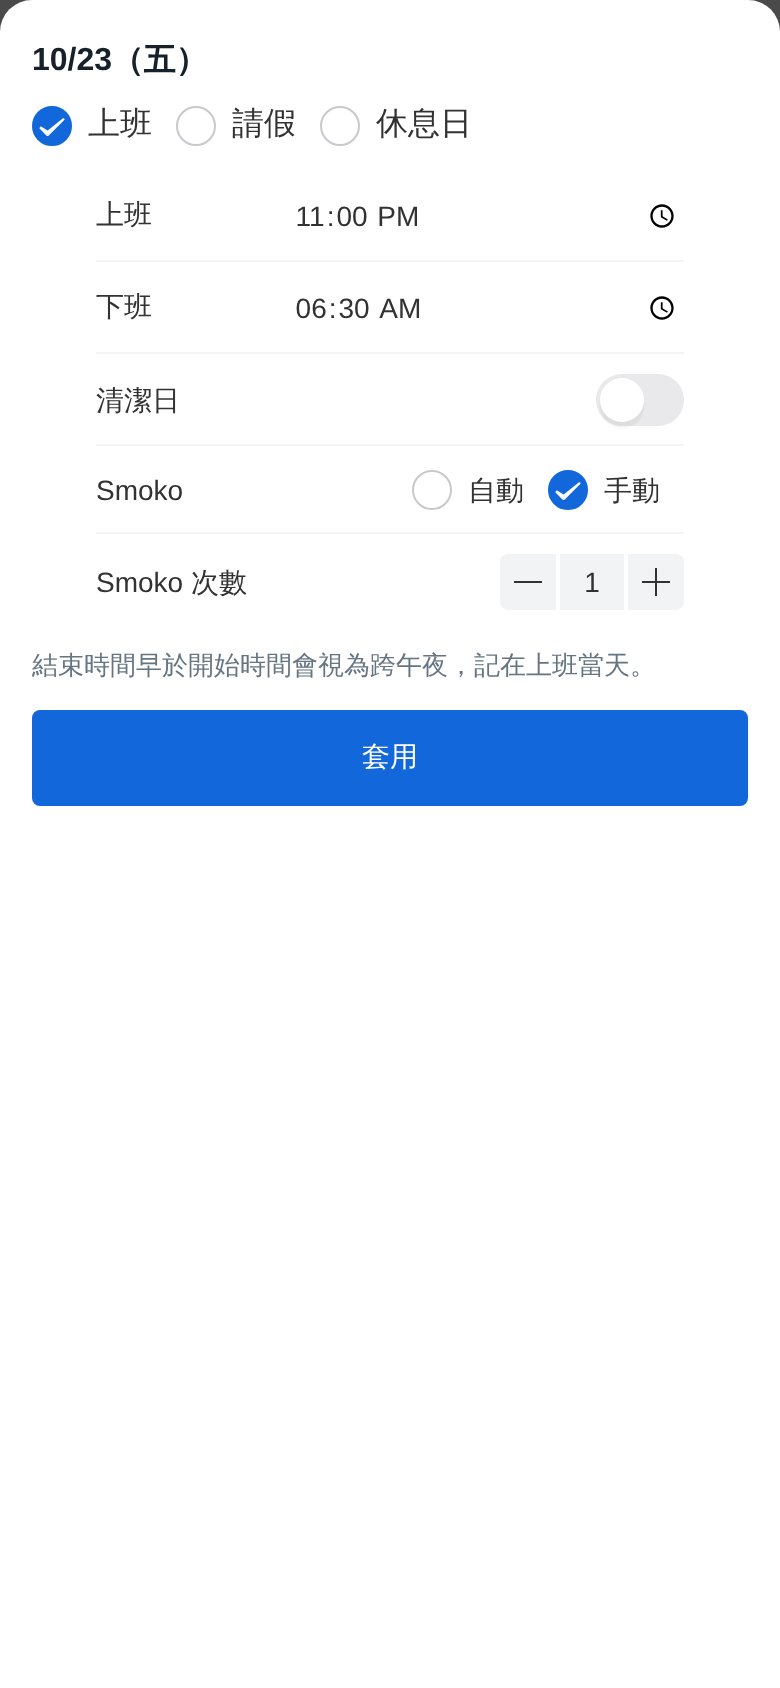 10/23（五）
上班 請假 休息日
上班 11:00 PM
下班 06:30 AM
清潔日
Smoko 自動 手動
Smoko 次數 1
結束時間早於開始時間會視為跨午夜，記在上班當天。
套用